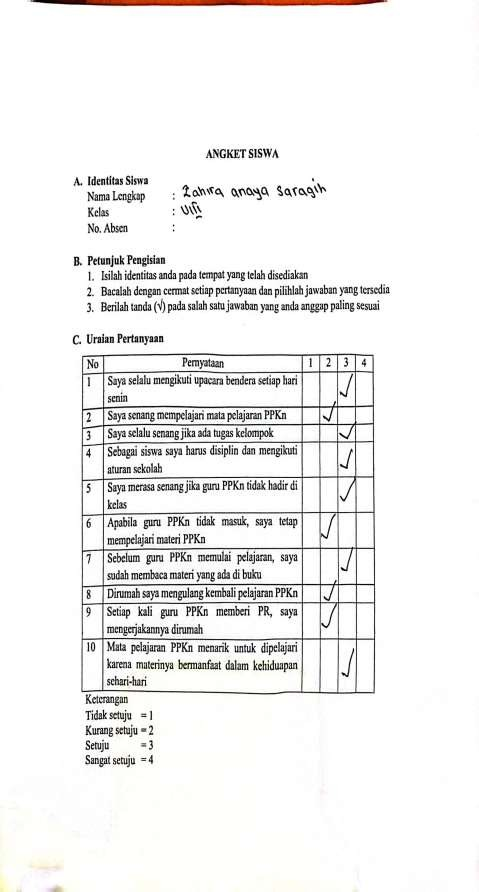 ANGKET SISWA
A. Identitas Siswa
Nama Lengkap : Zahira anaya Saragih
Kelas :
No. Absen :
B. Petunjuk Pengisian
1. Isilah identitas anda pada tempat yang telah disediakan
2. Bacalah dengan cermat setiap pertanyaan dan pilihlah jawaban yang tersedia
3. Berilah tanda (√) pada salah satu jawaban yang anda anggap paling sesuai
C. Uraian Pertanyaan
No Pernyataan 1 2 3 4
1 Saya selalu mengikuti upacara bendera setiap hari
senin ✓
2 Saya senang mempelajari mata pelajaran PPKn ✓
3 Saya selalu senang jika ada tugas kelompok ✓
4 Sebagai siswa saya harus disiplin dan mengikuti
aturan sekolah ✓
5 Saya merasa senang jika guru PPKn tidak hadir di
kelas ✓
6 Apabila guru PPKn tidak masuk, saya tetap
mempelajari materi PPKn ✓
7 Sebelum guru PPKn memulai pelajaran, saya
sudah membaca materi yang ada di buku ✓
8 Dirumah saya mengulang kembali pelajaran PPKn ✓
9 Setiap kali guru PPKn memberi PR, saya
mengerjakannya dirumah ✓
10 Mata pelajaran PPKn menarik untuk dipelajari
karena materinya bermanfaat dalam kehidupan
sehari-hari ✓
Keterangan
Tidak setuju = 1
Kurang setuju = 2
Setuju = 3
Sangat setuju = 4